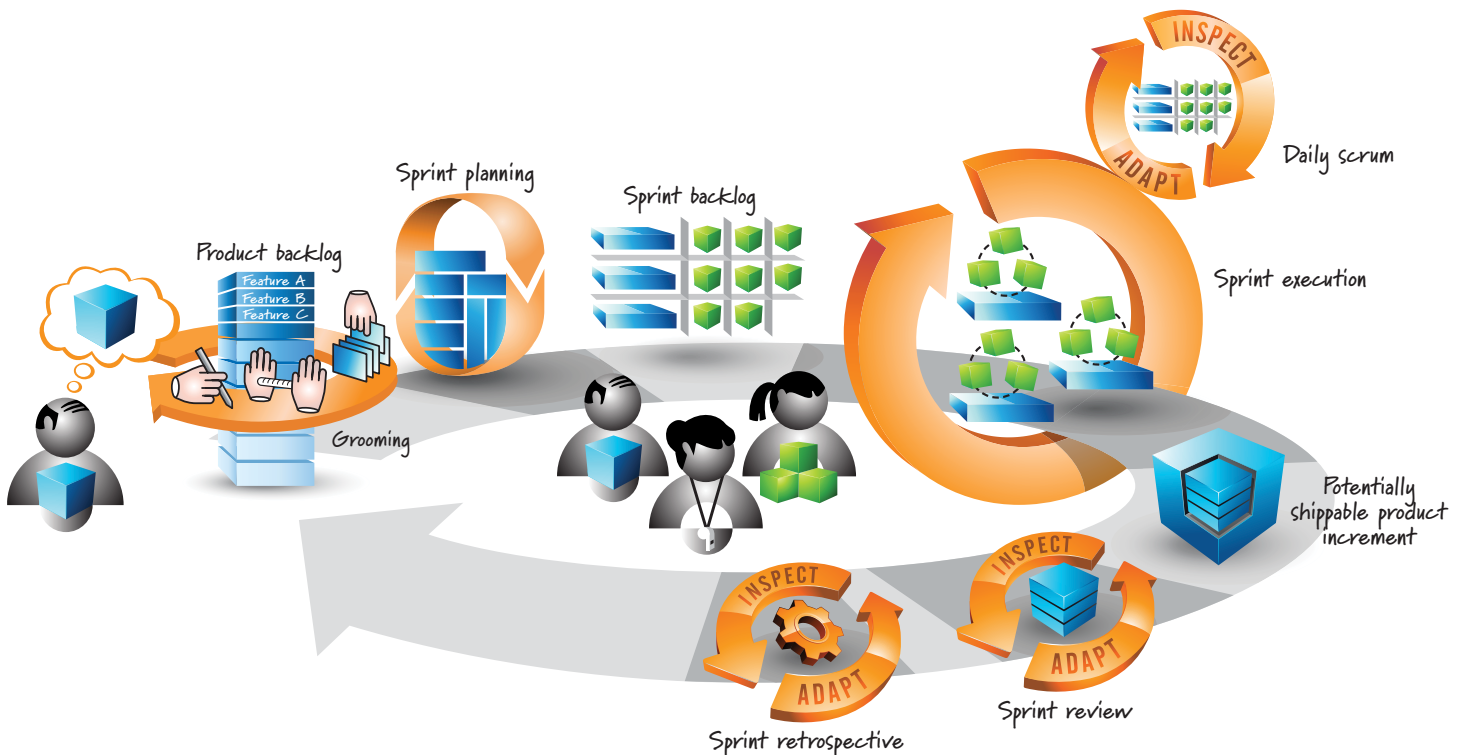 INSPECT
ADAPT
Daily scrum
Sprint planning
Sprint backlog
Product backlog
Feature A
Feature B
Feature C
Sprint execution
Grooming
Potentially
shippable product
increment
INSPECT
ADAPT
Sprint review
INSPECT
ADAPT
Sprint retrospective